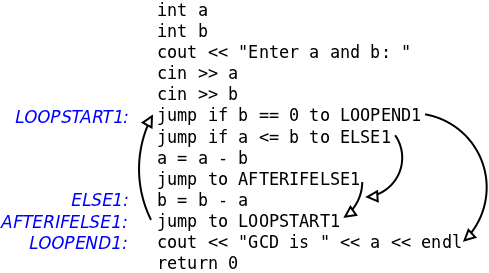 int a
int b
cout << "Enter a and b: "
cin >> a
cin >> b
LOOPSTART1: jump if b == 0 to LOOPEND1
jump if a <= b to ELSE1
a = a - b
jump to AFTERIFELSE1
ELSE1: b = b - a
AFTERIFELSE1: jump to LOOPSTART1
LOOPEND1: cout << "GCD is " << a << endl
return 0